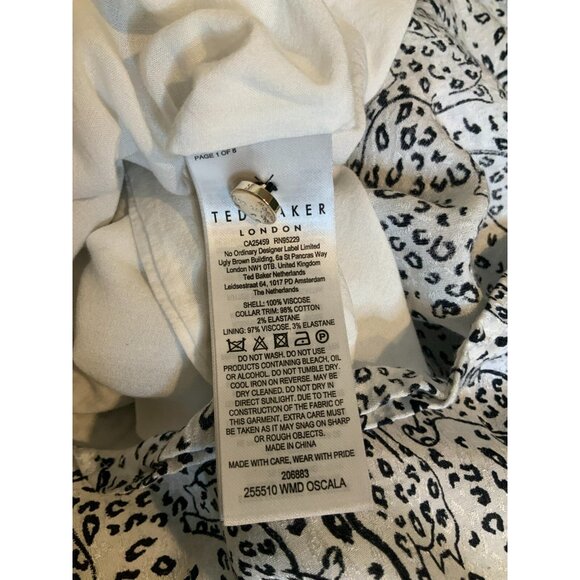 PAGE 1 OF 8
TED BAKER
LONDON
CA25459 RN95229
No Ordinary Designer Label Limited
Ugly Brown Building, 6a St Pancras Way
London NW1 0TB. United Kingdom
Ted Baker Netherlands
Leidsestraat 64, 1017 PD Amsterdam
The Netherlands
SHELL: 100% VISCOSE
COLLAR TRIM: 98% COTTON
2% ELASTANE
LINING: 97% VISCOSE, 3% ELASTANE
DO NOT WASH. DO NOT USE
PRODUCTS CONTAINING BLEACH, OIL
OR ALCOHOL. DO NOT TUMBLE DRY.
COOL IRON ON REVERSE. MAY BE
DRY CLEANED. DO NOT DRY IN
DIRECT SUNLIGHT. DUE TO THE
CONSTRUCTION OF THE FABRIC OF
THIS GARMENT, EXTRA CARE MUST
BE TAKEN AS IT MAY SNAG ON SHARP
OR ROUGH OBJECTS.
MADE IN CHINA
MADE WITH CARE, WEAR WITH PRIDE
206883
255510 WMD OSCALA